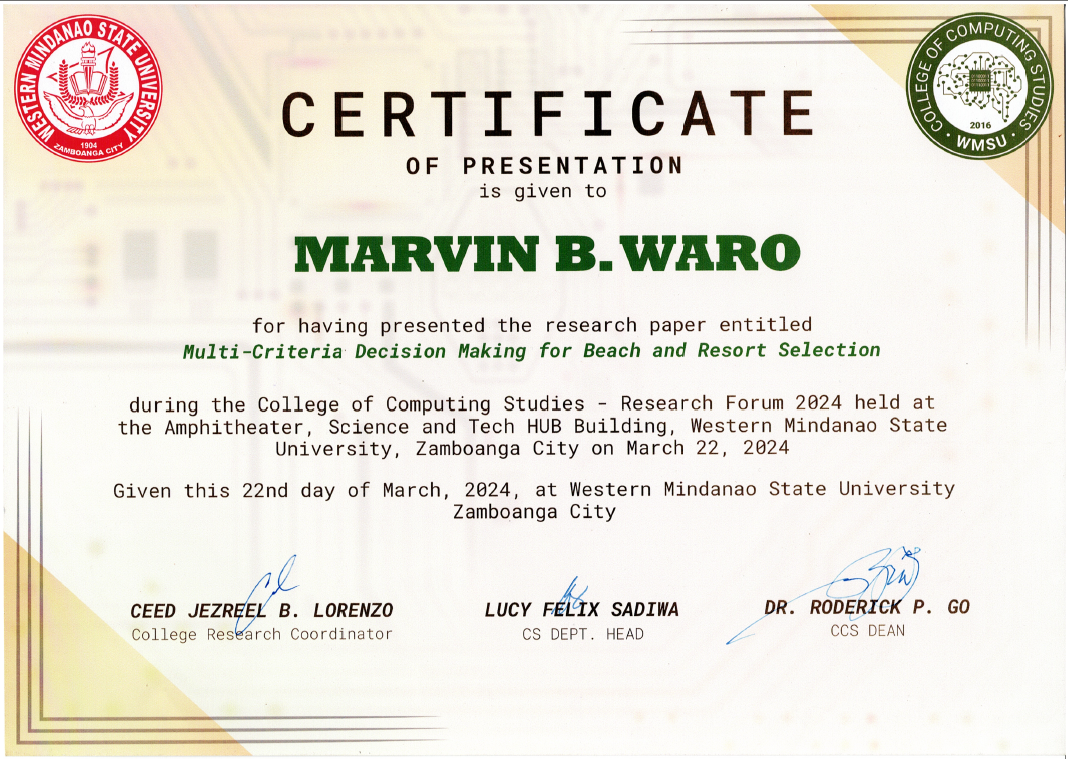 WESTERN MINDANAO STATE UNIVERSITY
1904
ZAMBOANGA CITY
COLLEGE OF COMPUTING STUDIES
2016
· WMSU ·
CERTIFICATE
OF PRESENTATION
is given to
MARVIN B. WARO
for having presented the research paper entitled
Multi-Criteria Decision Making for Beach and Resort Selection
during the College of Computing Studies - Research Forum 2024 held at
the Amphitheater, Science and Tech HUB Building, Western Mindanao State
University, Zamboanga City on March 22, 2024
Given this 22nd day of March, 2024, at Western Mindanao State University
Zamboanga City
CEED JEZREEL B. LORENZO
College Research Coordinator
LUCY FELIX SADIWA
CS DEPT. HEAD
DR. RODERICK P. GO
CCS DEAN